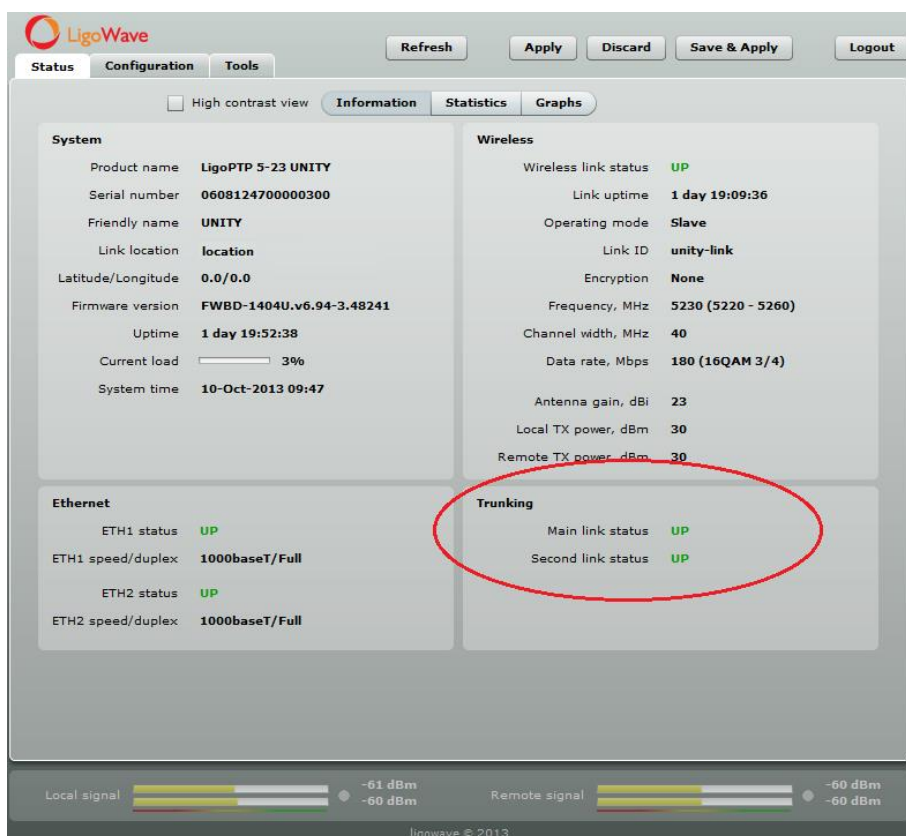 LigoWave
Refresh Apply Discard Save & Apply Logout
Status Configuration Tools
High contrast view Information Statistics Graphs
System
Product name LigoPTP 5-23 UNITY
Serial number 0608124700000300
Friendly name UNITY
Link location location
Latitude/Longitude 0.0/0.0
Firmware version FWBD-1404U.v6.94-3.48241
Uptime 1 day 19:52:38
Current load 3%
System time 10-Oct-2013 09:47
Wireless
Wireless link status UP
Link uptime 1 day 19:09:36
Operating mode Slave
Link ID unity-link
Encryption None
Frequency, MHz 5230 (5220 - 5260)
Channel width, MHz 40
Data rate, Mbps 180 (16QAM 3/4)
Antenna gain, dBi 23
Local TX power, dBm 30
Remote TX power, dBm 30
Ethernet
ETH1 status UP
ETH1 speed/duplex 1000baseT/Full
ETH2 status UP
ETH2 speed/duplex 1000baseT/Full
Trunking
Main link status UP
Second link status UP
Local signal -61 dBm
-60 dBm
Remote signal -60 dBm
-60 dBm
ligowave © 2013